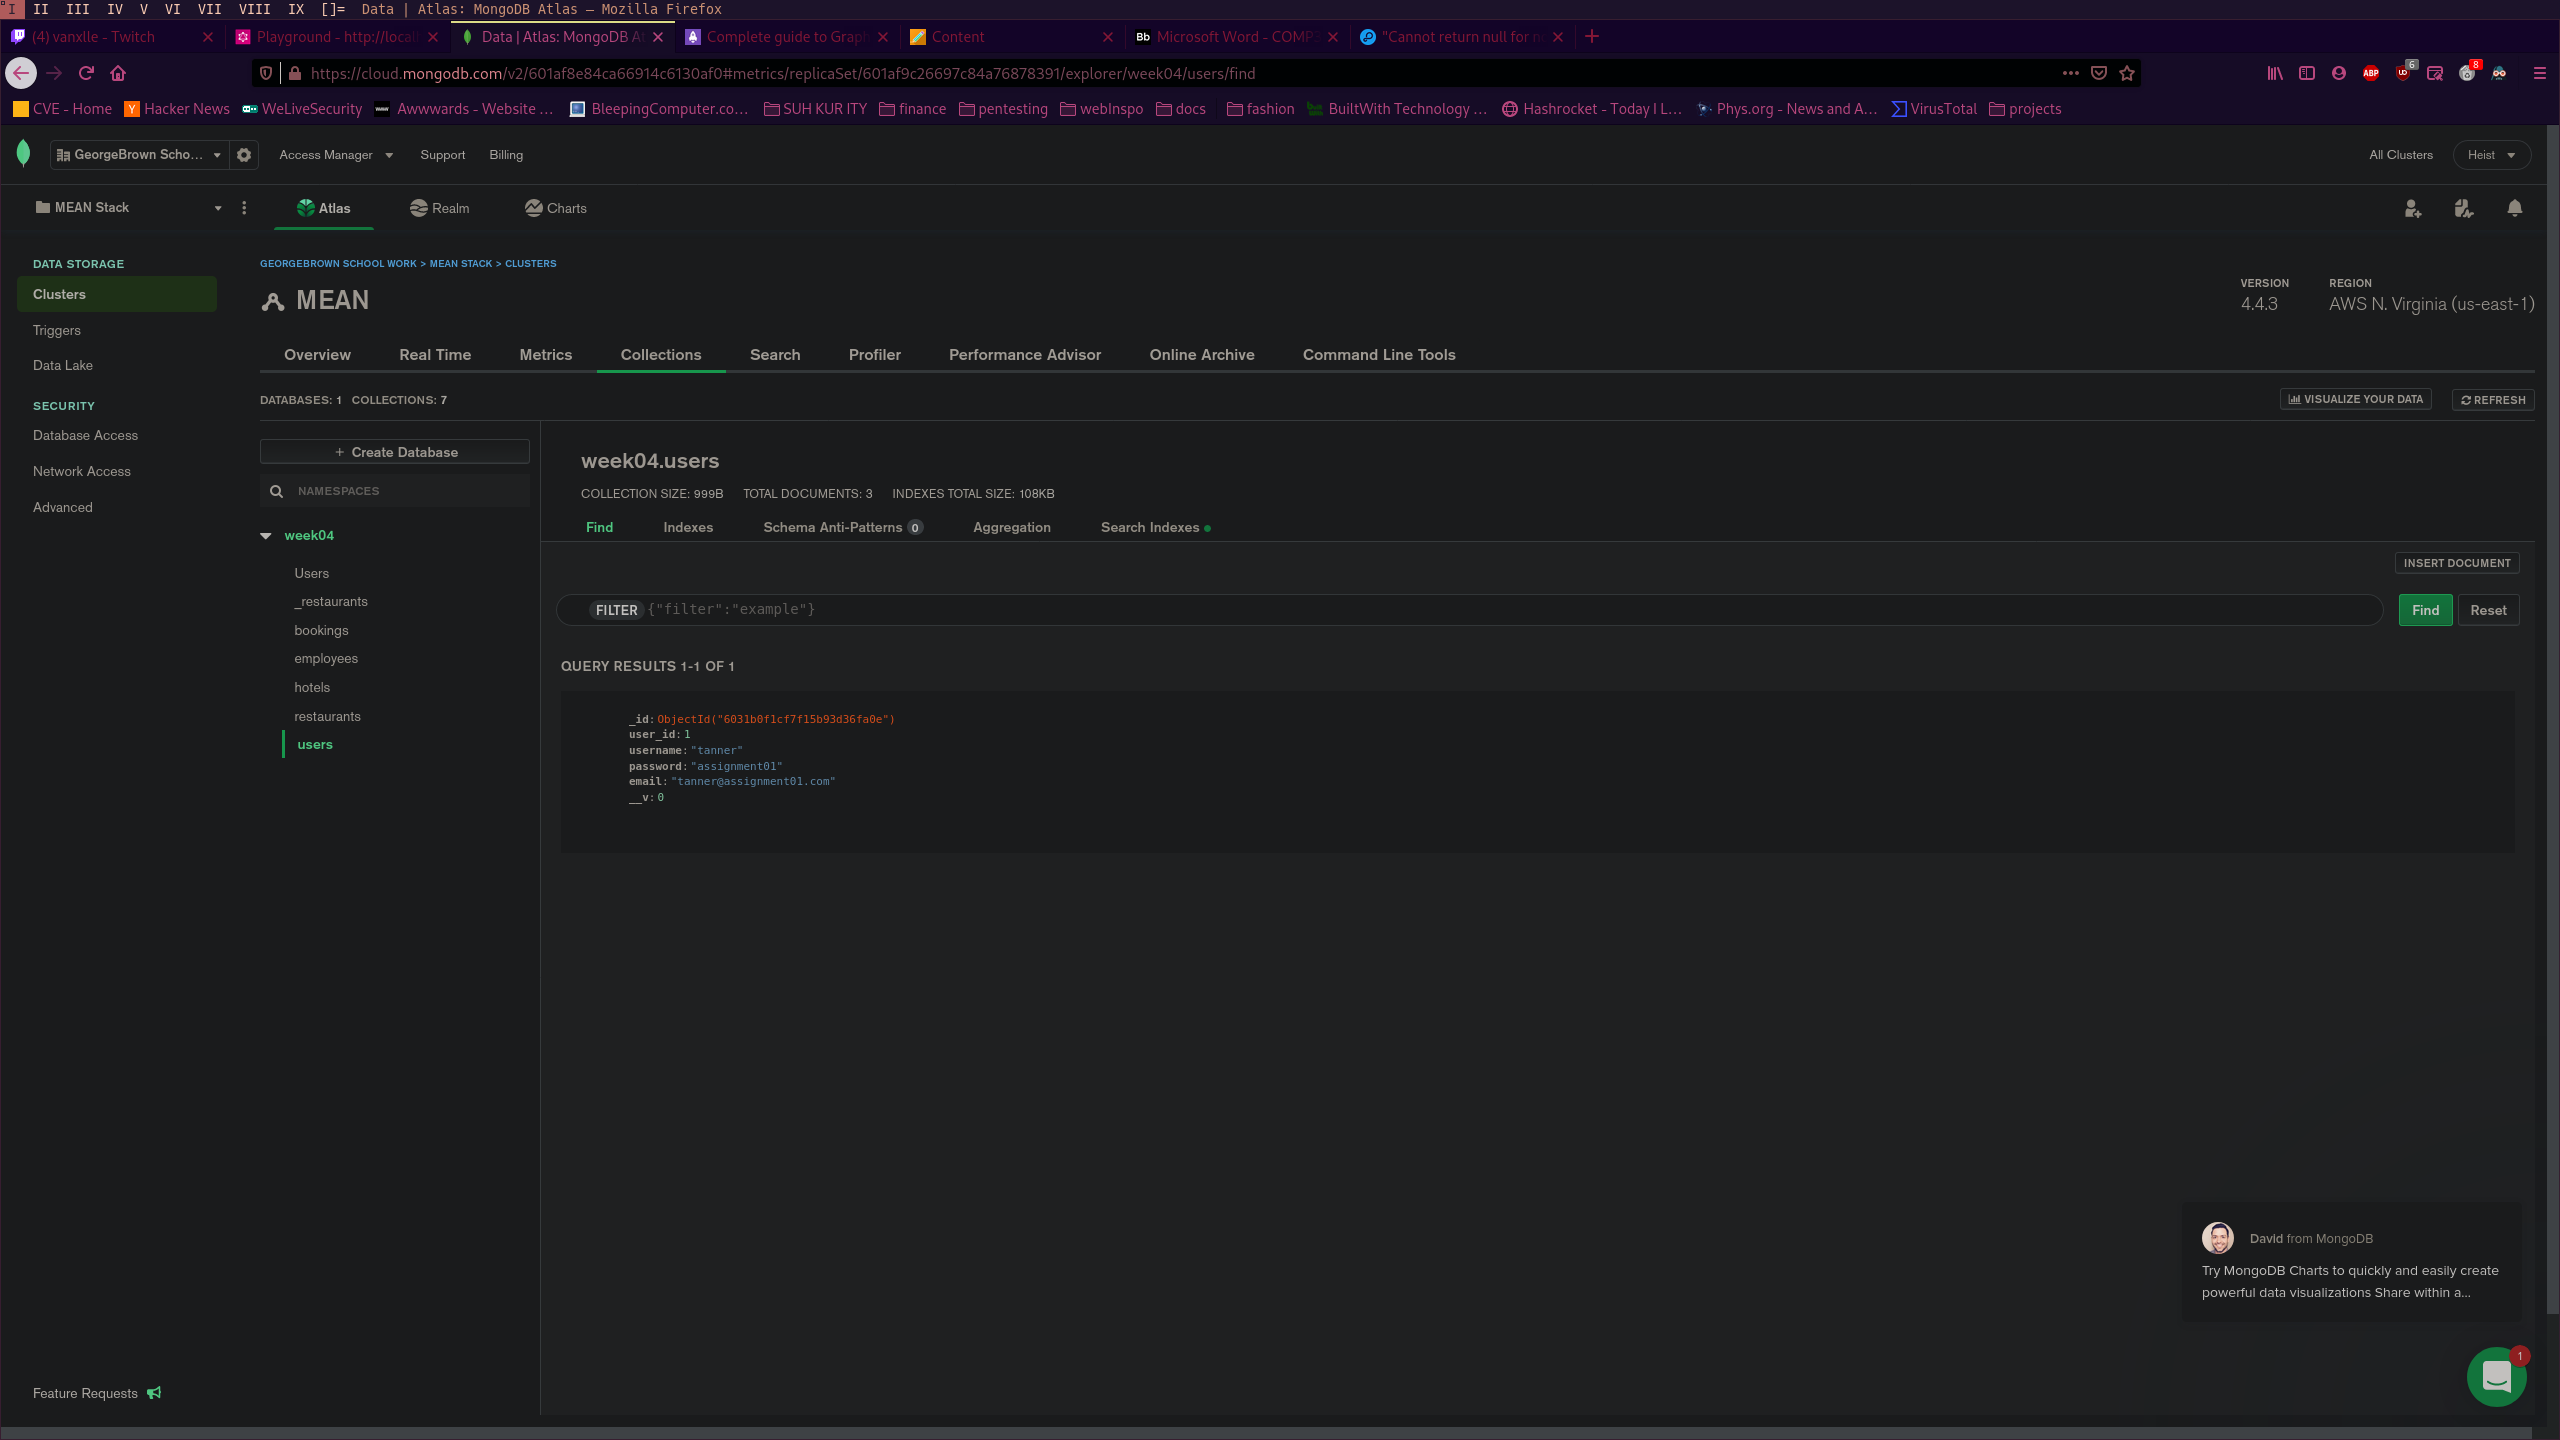 I II III IV V VI VII VIII IX []= Data | Atlas: MongoDB Atlas — Mozilla Firefox
(4) vanxlle - Twitch Playground - http://local Data | Atlas: MongoDB At Complete guide to Grap Content Bb Microsoft Word - COMP "Cannot return null for n
https://cloud.mongodb.com/v2/601af8e84ca66914c6130af0#metrics/replicaSet/601af9c26697c84a76878391/explorer/week04/users/find ABP 6 8
CVE - Home Hacker News WeLiveSecurity Awwwards - Website … BleepingComputer.co… SUH KUR ITY finance pentesting webInspo docs fashion BuiltWith Technology … Hashrocket - Today I L… Phys.org - News and A… VirusTotal projects
GeorgeBrown Scho... Access Manager Support Billing All Clusters Heist
MEAN Stack Atlas Realm Charts
DATA STORAGE
Clusters
Triggers
Data Lake
SECURITY
Database Access
Network Access
Advanced
GEORGEBROWN SCHOOL WORK > MEAN STACK > CLUSTERS
MEAN
VERSION REGION
4.4.3 AWS N. Virginia (us-east-1)
Overview Real Time Metrics Collections Search Profiler Performance Advisor Online Archive Command Line Tools
DATABASES: 1 COLLECTIONS: 7 VISUALIZE YOUR DATA REFRESH
+ Create Database
NAMESPACES
week04
Users
_restaurants
bookings
employees
hotels
restaurants
users
week04.users
COLLECTION SIZE: 999B TOTAL DOCUMENTS: 3 INDEXES TOTAL SIZE: 108KB
Find Indexes Schema Anti-Patterns 0 Aggregation Search Indexes
INSERT DOCUMENT
FILTER {"filter":"example"} Find Reset
QUERY RESULTS 1-1 OF 1
_id: ObjectId("6031b0f1cf7f15b93d36fa0e")
user_id: 1
username: "tanner"
password: "assignment01"
email: "tanner@assignment01.com"
__v: 0
David from MongoDB
Try MongoDB Charts to quickly and easily create
powerful data visualizations Share within a...
1
Feature Requests